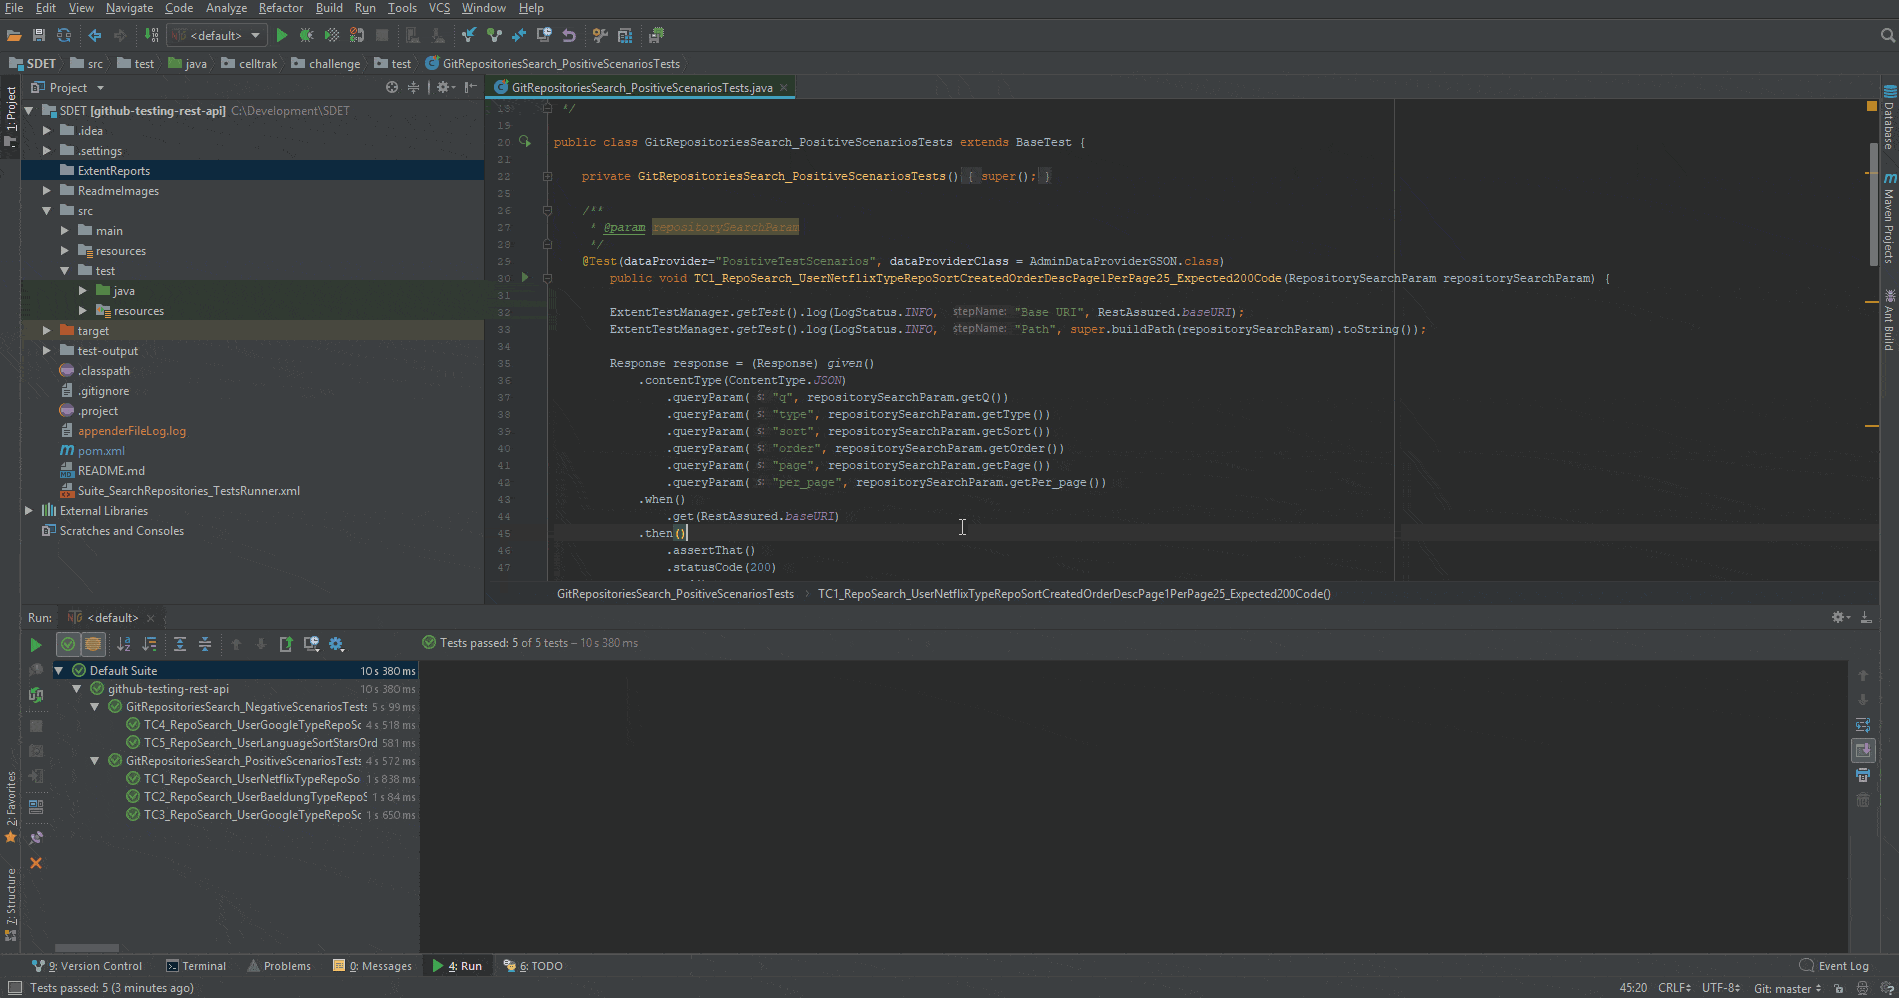 File Edit View Navigate Code Analyze Refactor Build Run Tools VCS Window Help
<default>
SDET src test java celltrak challenge test GitRepositoriesSearch_PositiveScenariosTests
1: Project
Project
GitRepositoriesSearch_PositiveScenariosTests.java
SDET [github-testing-rest-api] C:\Development\SDET
.idea
.settings
ExtentReports
ReadmeImages
src
main
resources
test
java
resources
target
test-output
.classpath
.gitignore
.project
appenderFileLog.log
pom.xml
README.md
Suite_SearchRepositories_TestsRunner.xml
External Libraries
Scratches and Consoles
*/
19
20 public class GitRepositoriesSearch_PositiveScenariosTests extends BaseTest {
21
22 private GitRepositoriesSearch_PositiveScenariosTests() { super(); }
25
26 /**
27 * @param repositorySearchParam
28 */
29 @Test(dataProvider="PositiveTestScenarios", dataProviderClass = AdminDataProviderGSON.class)
30 public void TC1_RepoSearch_UserNetflixTypeRepoSortCreatedOrderDescPage1PerPage25_Expected200Code(RepositorySearchParam repositorySearchParam) {
31
32 ExtentTestManager.getTest().log(LogStatus.INFO, stepName: "Base URI", RestAssured.baseURI);
33 ExtentTestManager.getTest().log(LogStatus.INFO, stepName: "Path", super.buildPath(repositorySearchParam).toString());
34
35 Response response = (Response) given()
36 .contentType(ContentType.JSON)
37 .queryParam( s: "q", repositorySearchParam.getQ())
38 .queryParam( s: "type", repositorySearchParam.getType())
39 .queryParam( s: "sort", repositorySearchParam.getSort())
40 .queryParam( s: "order", repositorySearchParam.getOrder())
41 .queryParam( s: "page", repositorySearchParam.getPage())
42 .queryParam( s: "per_page", repositorySearchParam.getPer_page())
43 .when()
44 .get(RestAssured.baseURI)
45 .then()
46 .assertThat()
47 .statusCode(200)
GitRepositoriesSearch_PositiveScenariosTests TC1_RepoSearch_UserNetflixTypeRepoSortCreatedOrderDescPage1PerPage25_Expected200Code()
Database
Maven Projects
Ant Build
Run: <default>
Tests passed: 5 of 5 tests – 10 s 380 ms
Default Suite 10 s 380 ms
github-testing-rest-api 10 s 380 ms
GitRepositoriesSearch_NegativeScenariosTests 5 s 99 ms
TC4_RepoSearch_UserGoogleTypeRepoSc 4 s 518 ms
TC5_RepoSearch_UserLanguageSortStarsOrd 581 ms
GitRepositoriesSearch_PositiveScenariosTests 4 s 572 ms
TC1_RepoSearch_UserNetflixTypeRepoSo 1 s 838 ms
TC2_RepoSearch_UserBaeldungTypeRepoS 1 s 84 ms
TC3_RepoSearch_UserGoogleTypeRepoSc 1 s 650 ms
2: Favorites
7: Structure
9: Version Control Terminal Problems 0: Messages 4: Run 6: TODO Event Log
Tests passed: 5 (3 minutes ago) 45:20 CRLF UTF-8 Git: master